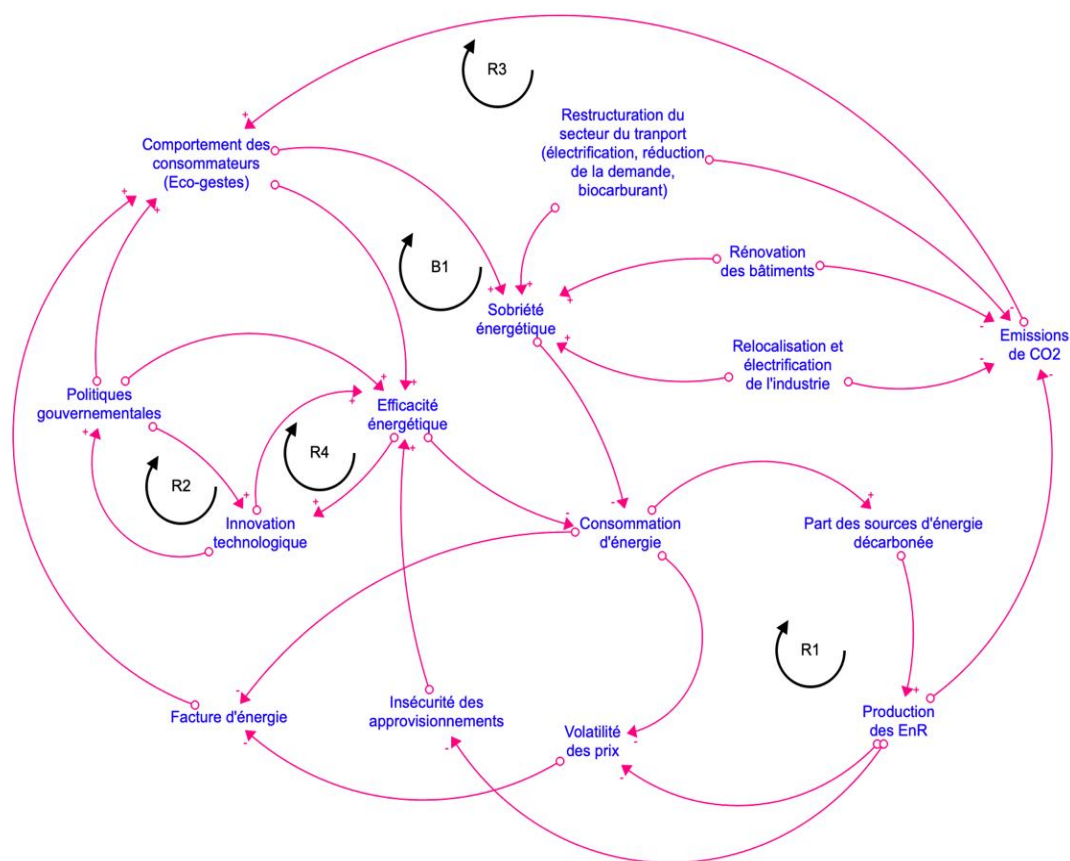 R3
Restructuration du
secteur du tranport
(électrification, réduction
de la demande,
biocarburant)
+
Comportement des
consommateurs
(Eco-gestes)
+
+
B1
Rénovation
des bâtiments
+
+
+
Sobriété
énergétique
-
-
Emissions
de CO2
+
Relocalisation et
électrification
de l'industrie
-
-
Politiques
gouvernementales
+
+
+
Efficacité
énergétique
+
+
R4
R2
+
+
Innovation
technologique
-
-
Consommation
d'énergie
+
Part des sources d'énergie
décarbonée
R1
+
-
Facture d'énergie
-
Insécurité des
approvisionnements
-
Volatilité
des prix
-
-
Production
des EnR